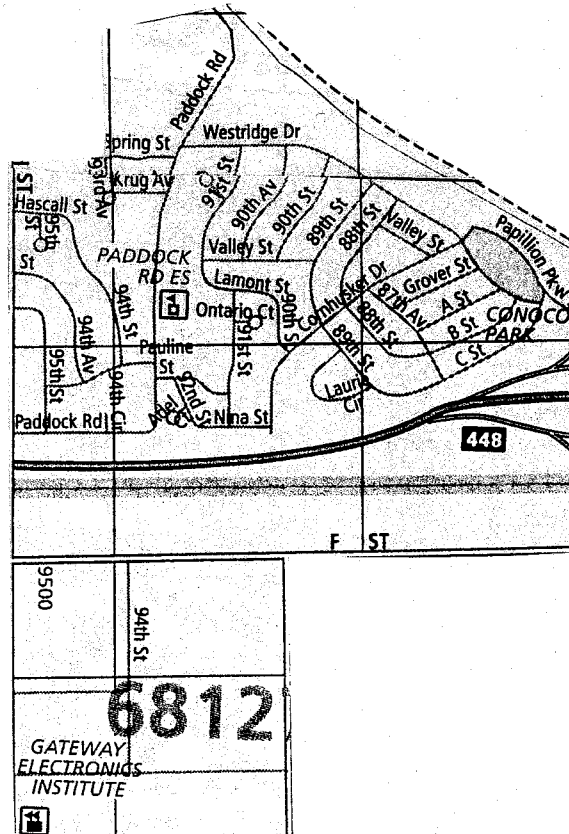 Paddock Rd
Westridge Dr
pring St
Krug Av
93rd Av
91st St
90th Av
90th St
89th St
88th St
Valley St
Papillion Pkw
I ST
Hascall St
95th St
St
PADDOCK
RD ES
Valley St
Lamont St
Cornhusker Dr
Grover St
87th Av
A St
B St
C St
CONOCO
PARK
94th St
94th Av
95th St
94th Cir
Ontario Ct
90th St
91st St
88th St
89th St
Pauline
St
92nd St
Laurie
Cir
Paddock Rd
Nina St
448
F ST
9500
94th St
6812
GATEWAY
ELECTRONICS
INSTITUTE